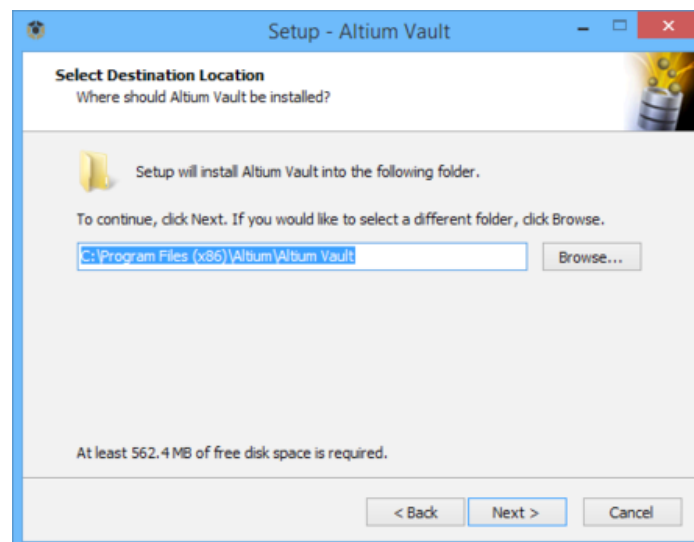 Setup - Altium Vault
Select Destination Location
Where should Altium Vault be installed?
Setup will install Altium Vault into the following folder.
To continue, click Next. If you would like to select a different folder, click Browse.
C:\Program Files (x86)\Altium\Altium Vault
Browse...
At least 562.4 MB of free disk space is required.
< Back
Next >
Cancel